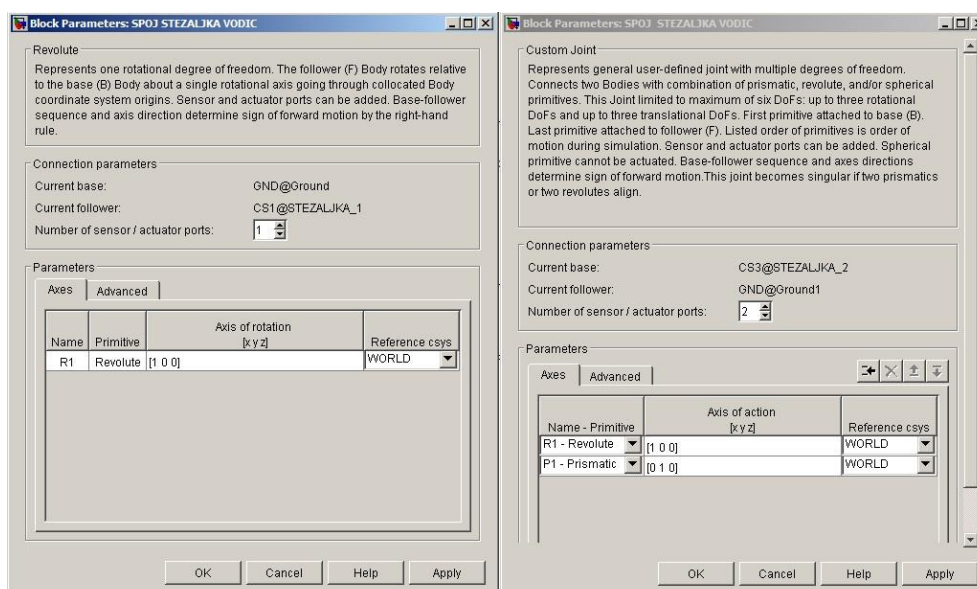 Block Parameters: SPOJ STEZALJKA VODIC
Revolute
Represents one rotational degree of freedom. The follower (F) Body rotates relative
to the base (B) Body about a single rotational axis going through collocated Body
coordinate system origins. Sensor and actuator ports can be added. Base-follower
sequence and axis direction determine sign of forward motion by the right-hand
rule.
Connection parameters
Current base: GND@Ground
Current follower: CS1@STEZALJKA_1
Number of sensor / actuator ports: 1
Parameters
Axes Advanced
Axis of rotation
Name Primitive [x y z] Reference csys
R1 Revolute [1 0 0] WORLD
OK Cancel Help Apply
Block Parameters: SPOJ STEZALJKA VODIC
Custom Joint
Represents general user-defined joint with multiple degrees of freedom.
Connects two Bodies with combination of prismatic, revolute, and/or spherical
primitives. This Joint limited to maximum of six DoFs: up to three rotational
DoFs and up to three translational DoFs. First primitive attached to base (B).
Last primitive attached to follower (F). Listed order of primitives is order of
motion during simulation. Sensor and actuator ports can be added. Spherical
primitive cannot be actuated. Base-follower sequence and axes directions
determine sign of forward motion.This joint becomes singular if two prismatics
or two revolutes align.
Connection parameters
Current base: CS3@STEZALJKA_2
Current follower: GND@Ground1
Number of sensor / actuator ports: 2
Parameters
Axes Advanced
Axis of action
Name - Primitive [x y z] Reference csys
R1 - Revolute [1 0 0] WORLD
P1 - Prismatic [0 1 0] WORLD
OK Cancel Help Apply